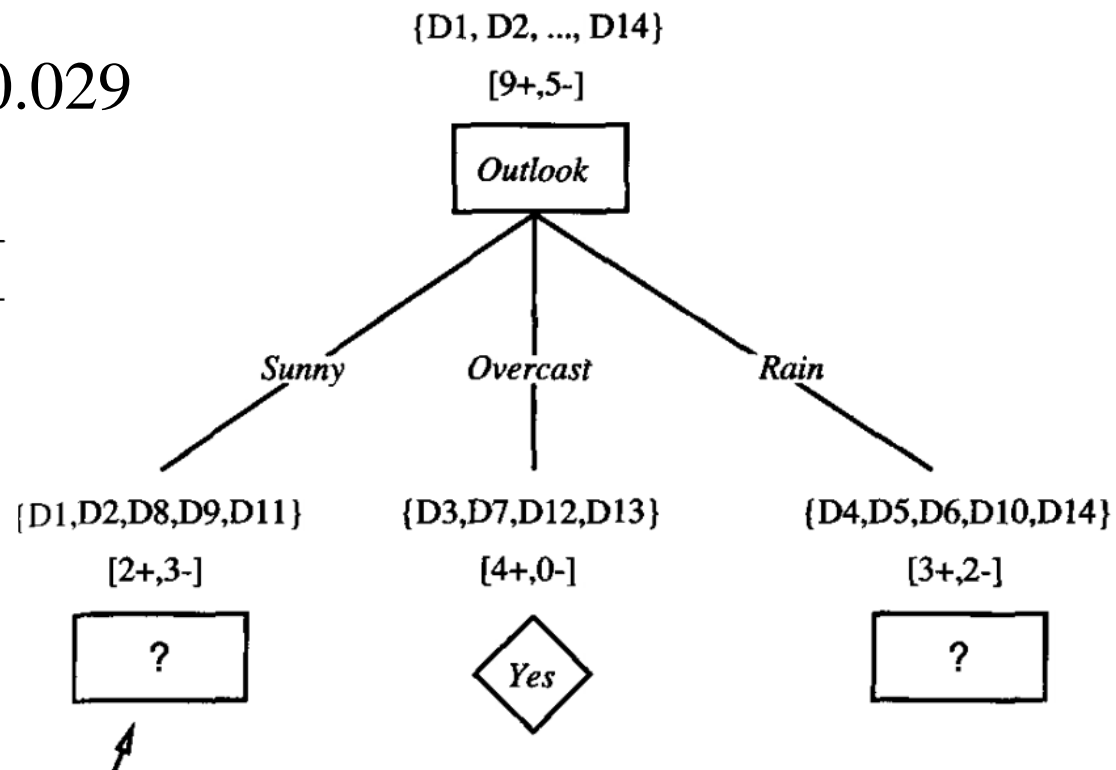 {D1, D2, ..., D14}
0.029
[9+,5-]
Outlook
Sunny Overcast Rain
{D1,D2,D8,D9,D11} {D3,D7,D12,D13} {D4,D5,D6,D10,D14}
[2+,3-] [4+,0-] [3+,2-]
? Yes ?